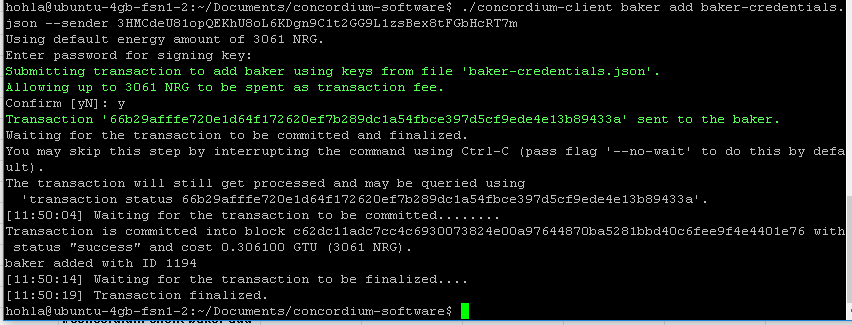 hohla@ubuntu-4gb-fsn1-2:~/Documents/concordium-software$ ./concordium-client baker add baker-credentials.
json --sender 3HMCdeU81opQEKhU8oL6KDgn9C1t2GG9L1zsBex8tFGbHcRT7m
Using default energy amount of 3061 NRG.
Enter password for signing key:
Submitting transaction to add baker using keys from file 'baker-credentials.json'.
Allowing up to 3061 NRG to be spent as transaction fee.
Confirm [yN]: y
Transaction '66b29afffe720e1d64f172620ef7b289dc1a54fbce397d5cf9ede4e13b89433a' sent to the baker.
Waiting for the transaction to be committed and finalized.
You may skip this step by interrupting the command using Ctrl-C (pass flag '--no-wait' to do this by defa
ult).
The transaction will still get processed and may be queried using
  'transaction status 66b29afffe720e1d64f172620ef7b289dc1a54fbce397d5cf9ede4e13b89433a'.
[11:50:04] Waiting for the transaction to be committed........
Transaction is committed into block c62dc11adc7cc4c6930073824e00a97644870ba5281bbd40c6fee9f4e4401e76 with
 status "success" and cost 0.306100 GTU (3061 NRG).
baker added with ID 1194
[11:50:14] Waiting for the transaction to be finalized....
[11:50:19] Transaction finalized.
hohla@ubuntu-4gb-fsn1-2:~/Documents/concordium-software$